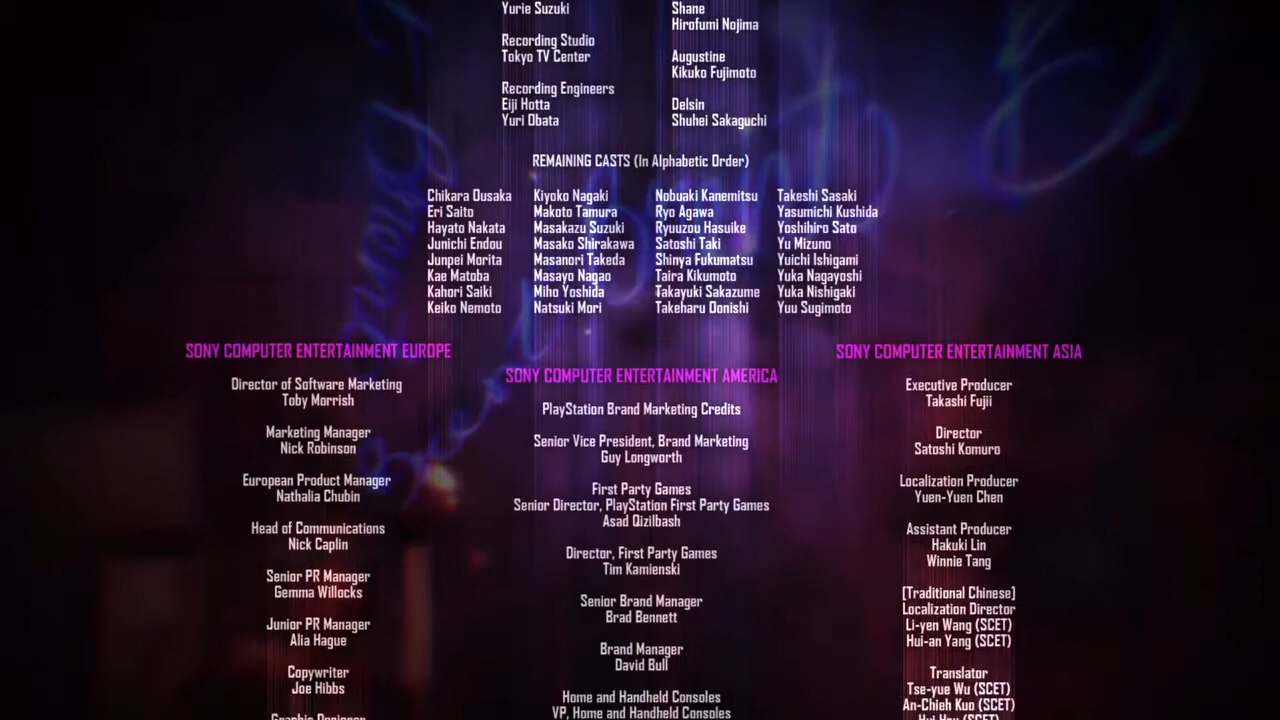 Yurie Suzuki
Recording Studio
Tokyo TV Center
Recording Engineers
Eiji Hotta
Yuri Obata
Shane
Hirofumi Nojima
Augustine
Kikuko Fujimoto
Delsin
Shuhei Sakaguchi
REMAINING CASTS (In Alphabetic Order)
Chikara Ousaka
Eri Saito
Hayato Nakata
Junichi Endou
Junpei Morita
Kae Matoba
Kahori Saiki
Keiko Nemoto
Kiyoko Nagaki
Makoto Tamura
Masakazu Suzuki
Masako Shirakawa
Masanori Takeda
Masayo Nagao
Miho Yoshida
Natsuki Mori
Nobuaki Kanemitsu
Ryo Agawa
Ryuuzou Hasuike
Satoshi Taki
Shinya Fukumatsu
Taira Kikumoto
Takayuki Sakazume
Takeharu Oonishi
Takeshi Sasaki
Yasumichi Kushida
Yoshihiro Sato
Yu Mizuno
Yuichi Ishigami
Yuka Nagayoshi
Yuka Nishigaki
Yuu Sugimoto
SONY COMPUTER ENTERTAINMENT EUROPE
Director of Software Marketing
Toby Morrish
Marketing Manager
Nick Robinson
European Product Manager
Nathalia Chubin
Head of Communications
Nick Caplin
Senior PR Manager
Gemma Willocks
Junior PR Manager
Alia Hague
Copywriter
Joe Hibbs
Graphic Designer
SONY COMPUTER ENTERTAINMENT AMERICA
PlayStation Brand Marketing Credits
Senior Vice President, Brand Marketing
Guy Longworth
First Party Games
Senior Director, PlayStation First Party Games
Asad Qizilbash
Director, First Party Games
Tim Kamienski
Senior Brand Manager
Brad Bennett
Brand Manager
David Bull
Home and Handheld Consoles
VP, Home and Handheld Consoles
SONY COMPUTER ENTERTAINMENT ASIA
Executive Producer
Takashi Fujii
Director
Satoshi Komuro
Localization Producer
Yuen-Yuen Chen
Assistant Producer
Hakuki Lin
Winnie Tang
[Traditional Chinese]
Localization Director
Li-yen Wang (SCET)
Hui-an Yang (SCET)
Translator
Tse-yue Wu (SCET)
An-Chieh Kuo (SCET)